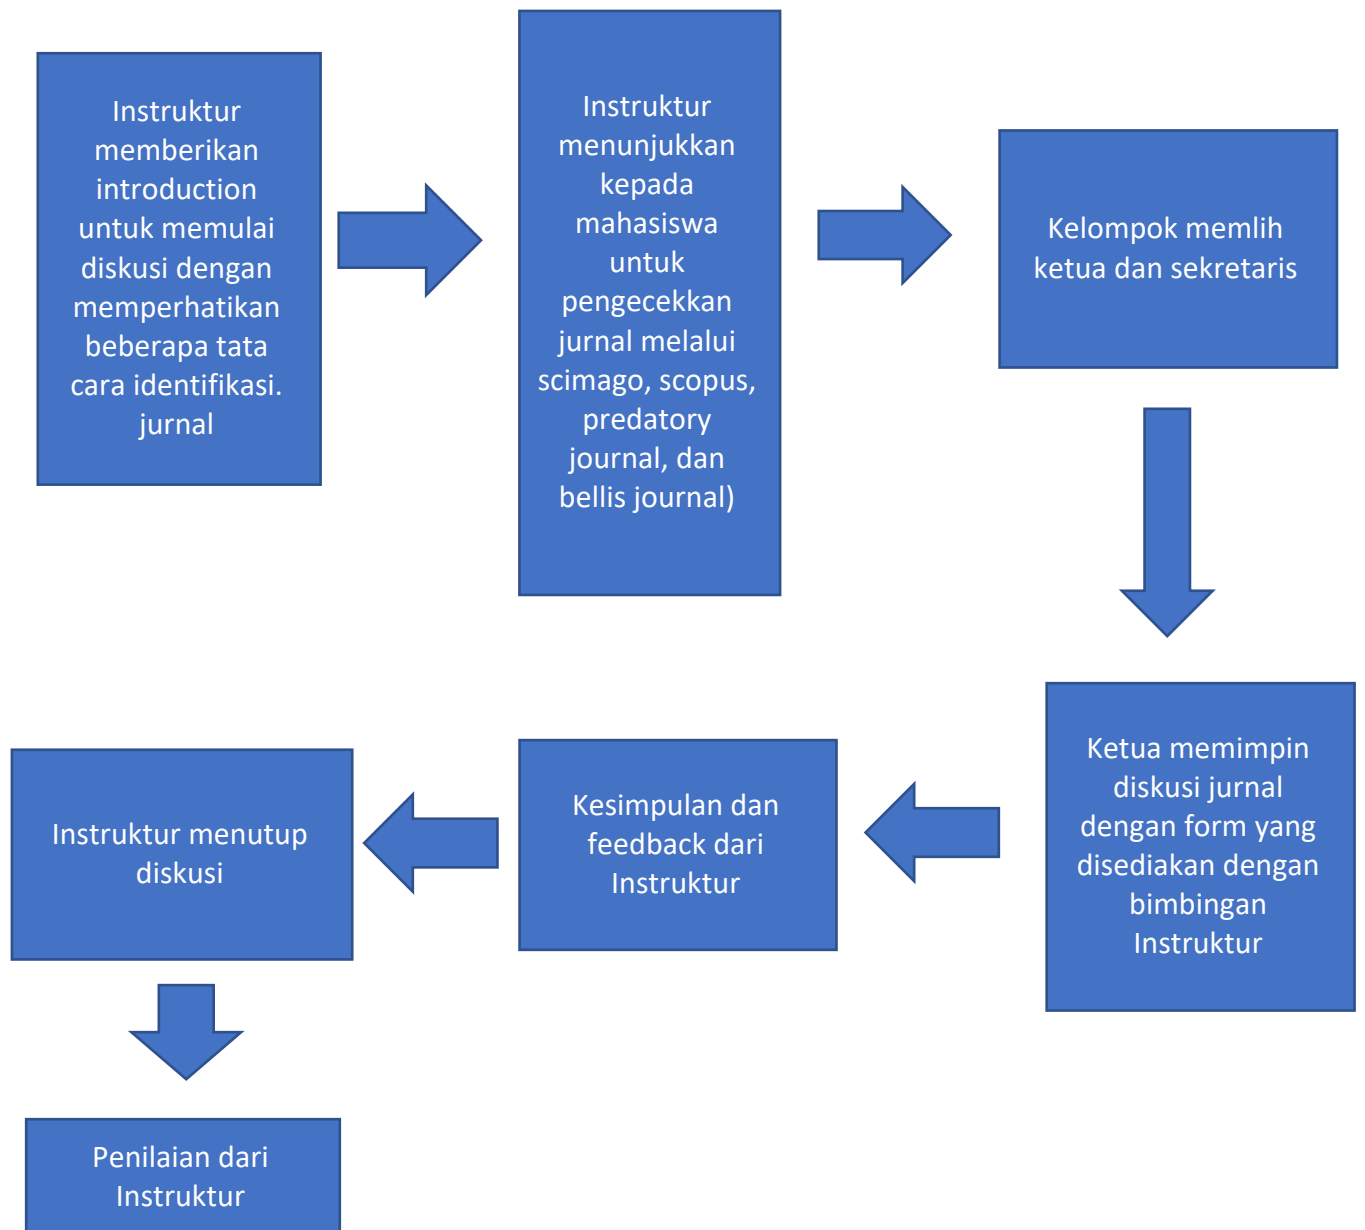 Instruktur
memberikan
introduction
untuk memulai
diskusi dengan
memperhatikan
beberapa tata
cara identifikasi.
jurnal
Instruktur
menunjukkan
kepada
mahasiswa
untuk
pengecekkan
jurnal melalui
scimago, scopus,
predatory
journal, dan
bellis journal)
Kelompok memlih
ketua dan sekretaris
Ketua memimpin
diskusi jurnal
dengan form yang
disediakan dengan
bimbingan
Instruktur
Kesimpulan dan
feedback dari
Instruktur
Instruktur menutup
diskusi
Penilaian dari
Instruktur